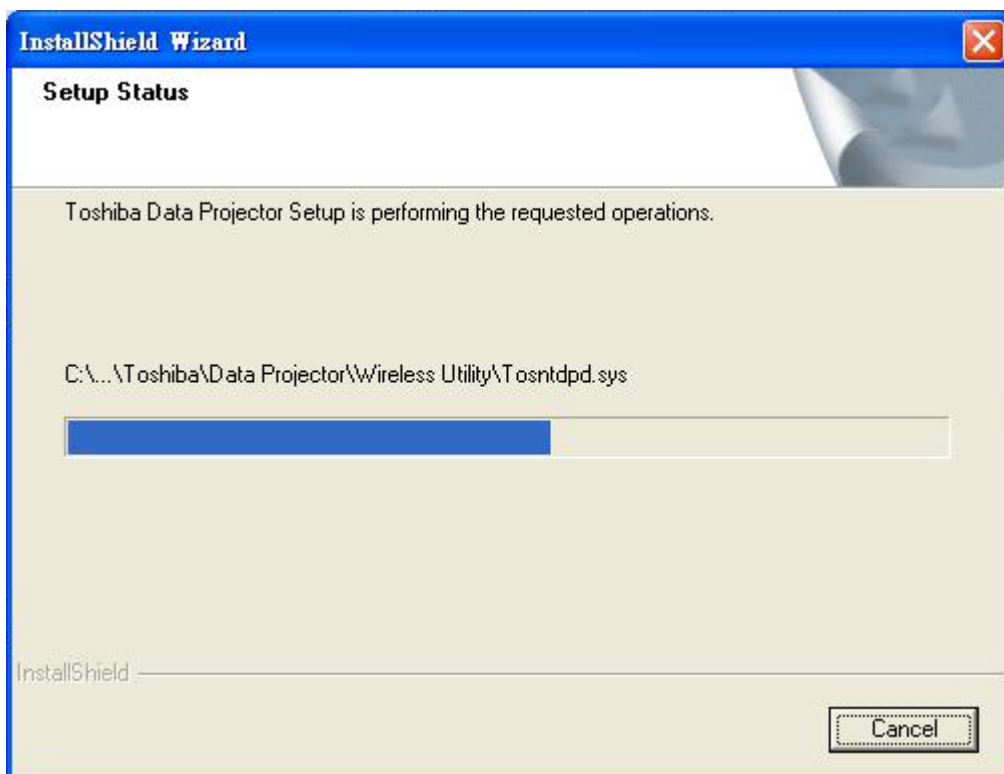 InstallShield Wizard
Setup Status
Toshiba Data Projector Setup is performing the requested operations.
C:\...\Toshiba\Data Projector\Wireless Utility\Tosntdpd.sys
InstallShield
Cancel